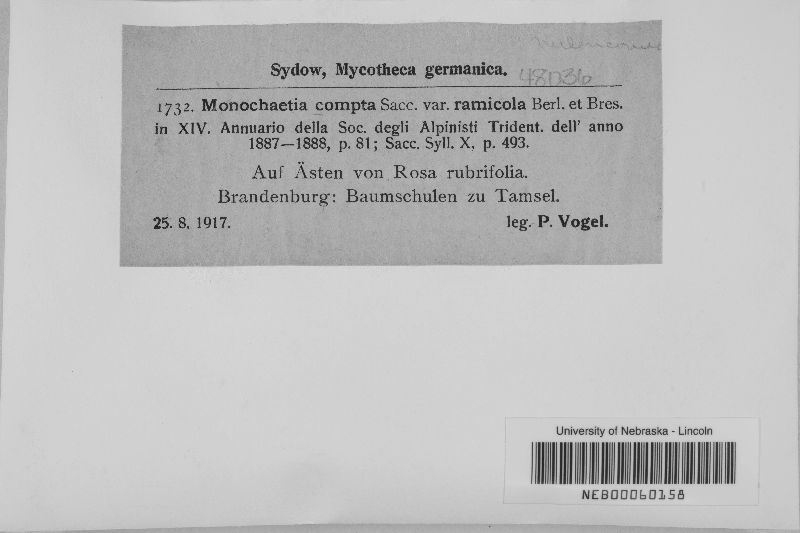 Sydow, Mycotheca germanica.
48036
1732. Monochaetia compta Sacc. var. ramicola Berl. et Bres.
in XIV. Annuario della Soc. degli Alpinisti Trident. dell' anno
1887—1888, p. 81; Sacc. Syll. X, p. 493.
Auf Ästen von Rosa rubrifolia.
Brandenburg: Baumschulen zu Tamsel.
25. 8. 1917. leg. P. Vogel.
University of Nebraska - Lincoln
NEB00060158